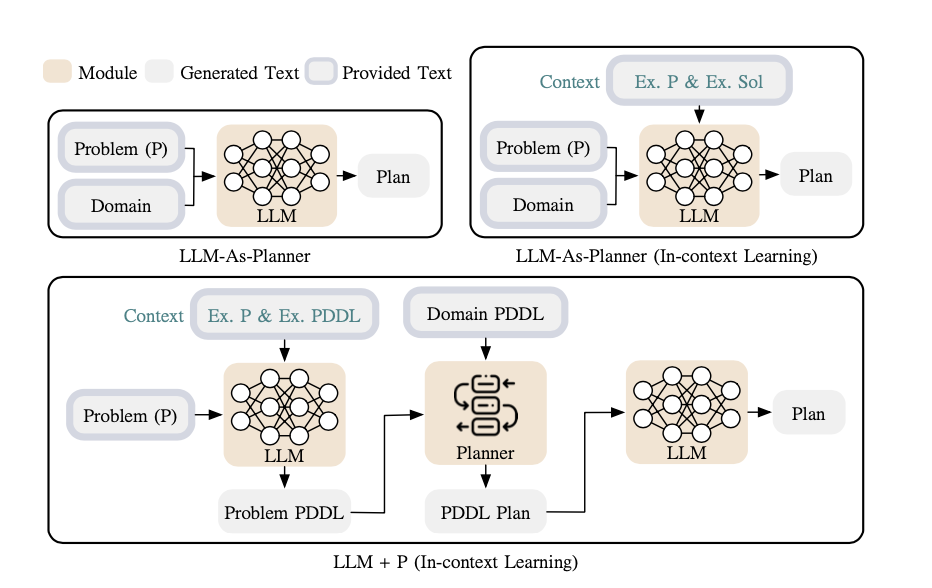 Module
Generated Text
Provided Text
Problem (P)
Domain
LLM
Plan
LLM-As-Planner
Context
Ex. P & Ex. Sol
Problem (P)
Domain
LLM
Plan
LLM-As-Planner (In-context Learning)
Context
Ex. P & Ex. PDDL
Domain PDDL
Problem (P)
LLM
Planner
LLM
Plan
Problem PDDL
PDDL Plan
LLM + P (In-context Learning)